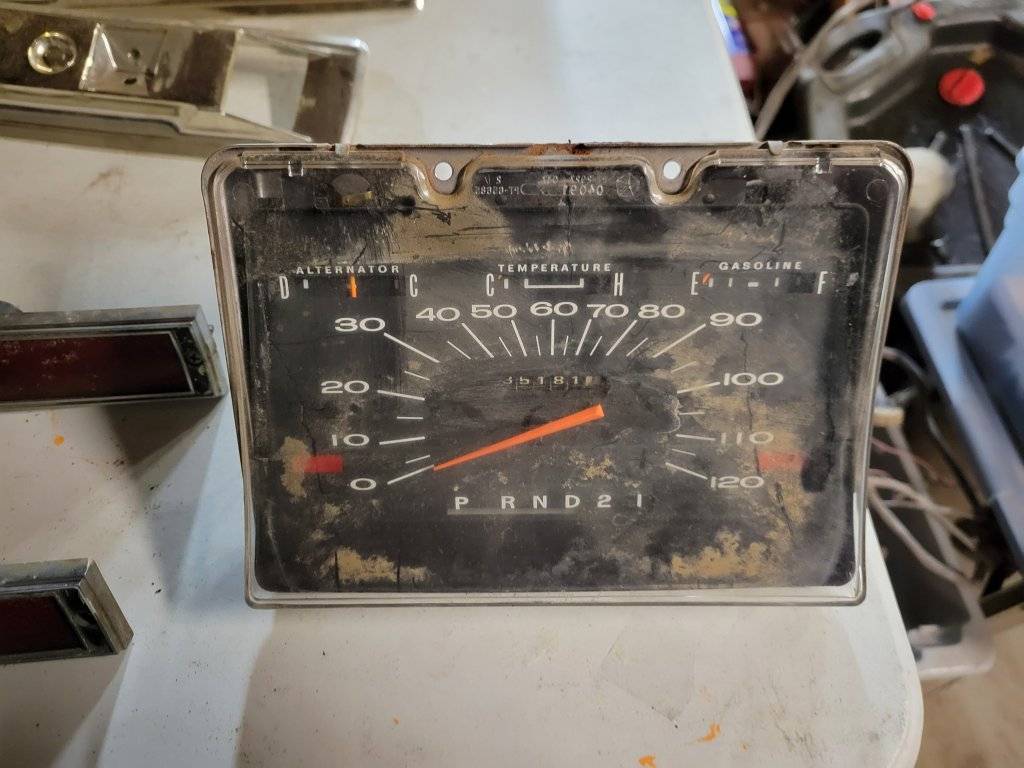 ALTERNATOR TEMPERATURE GASOLINE
D C C H E F
30 40 50 60 70 80 90
20 100
10 110
0 120
P R N D 2 1